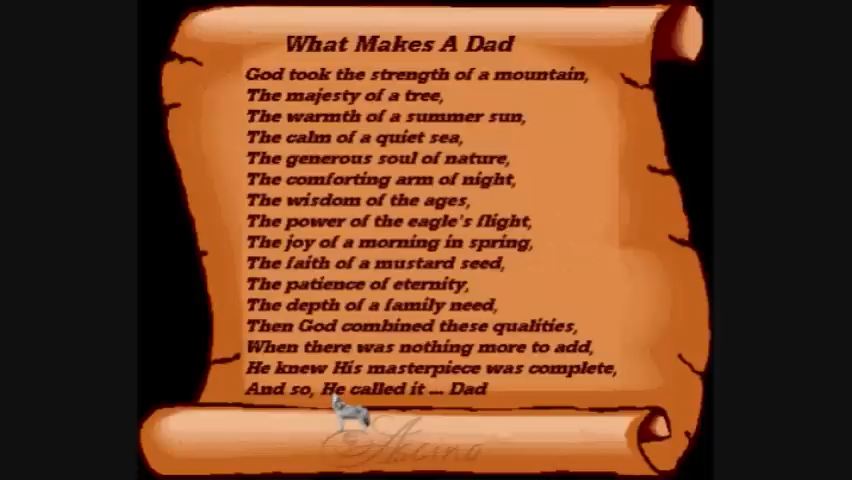 What Makes A Dad
God took the strength of a mountain,
The majesty of a tree,
The warmth of a summer sun,
The calm of a quiet sea,
The generous soul of nature,
The comforting arm of night,
The wisdom of the ages,
The power of the eagle's flight,
The joy of a morning in spring,
The faith of a mustard seed,
The patience of eternity,
The depth of a family need,
Then God combined these qualities,
When there was nothing more to add,
He knew His masterpiece was complete,
And so, He called it ... Dad